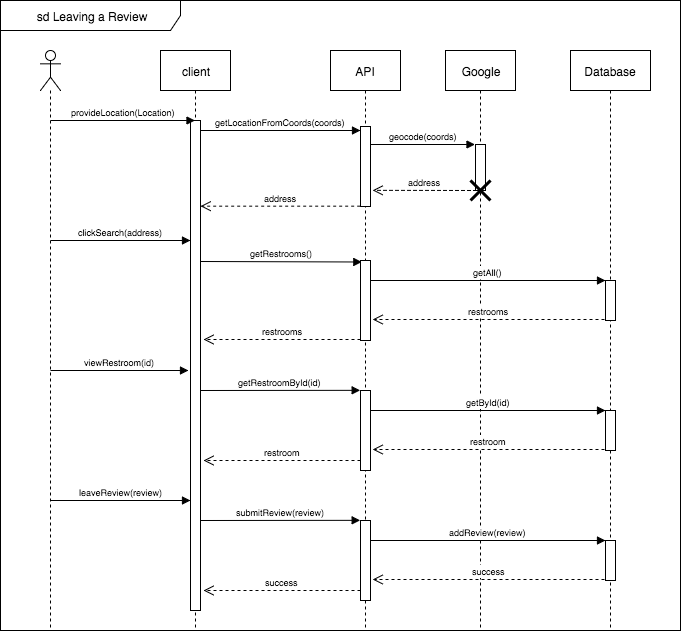 sd Leaving a Review
client
API
Google
Database
provideLocation(Location)
getLocationFromCoords(coords)
geocode(coords)
address
address
clickSearch(address)
getRestrooms()
getAll()
restrooms
restrooms
viewRestroom(id)
getRestroomById(id)
getById(id)
restroom
restroom
leaveReview(review)
submitReview(review)
addReview(review)
success
success